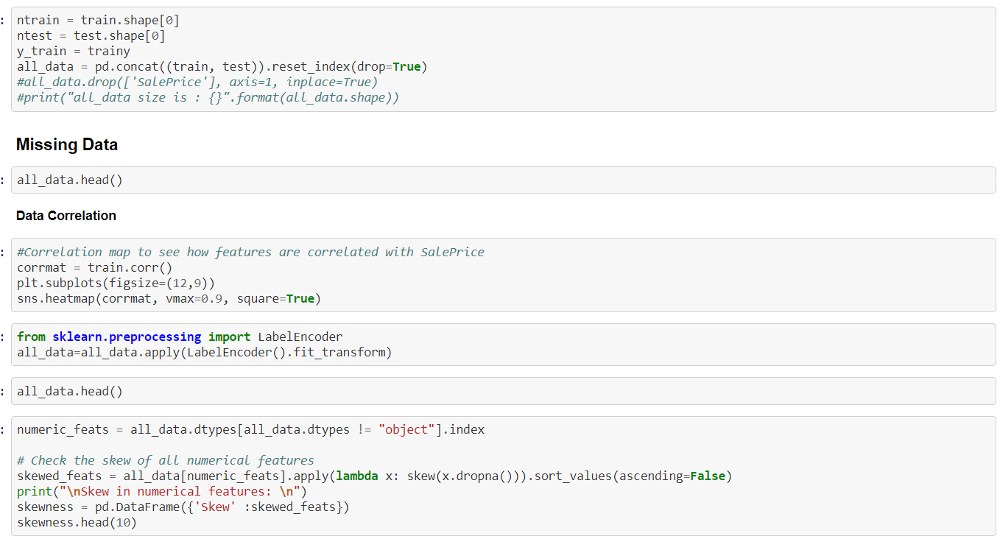 : ntrain = train.shape[0]
ntest = test.shape[0]
y_train = trainy
all_data = pd.concat((train, test)).reset_index(drop=True)
#all_data.drop(['SalePrice'], axis=1, inplace=True)
#print("all_data size is : {}".format(all_data.shape))
Missing Data
: all_data.head()
Data Correlation
: #Correlation map to see how features are correlated with SalePrice
corrmat = train.corr()
plt.subplots(figsize=(12,9))
sns.heatmap(corrmat, vmax=0.9, square=True)
: from sklearn.preprocessing import LabelEncoder
all_data=all_data.apply(LabelEncoder().fit_transform)
: all_data.head()
: numeric_feats = all_data.dtypes[all_data.dtypes != "object"].index
# Check the skew of all numerical features
skewed_feats = all_data[numeric_feats].apply(lambda x: skew(x.dropna())).sort_values(ascending=False)
print("\nSkew in numerical features: \n")
skewness = pd.DataFrame({'Skew' :skewed_feats})
skewness.head(10)